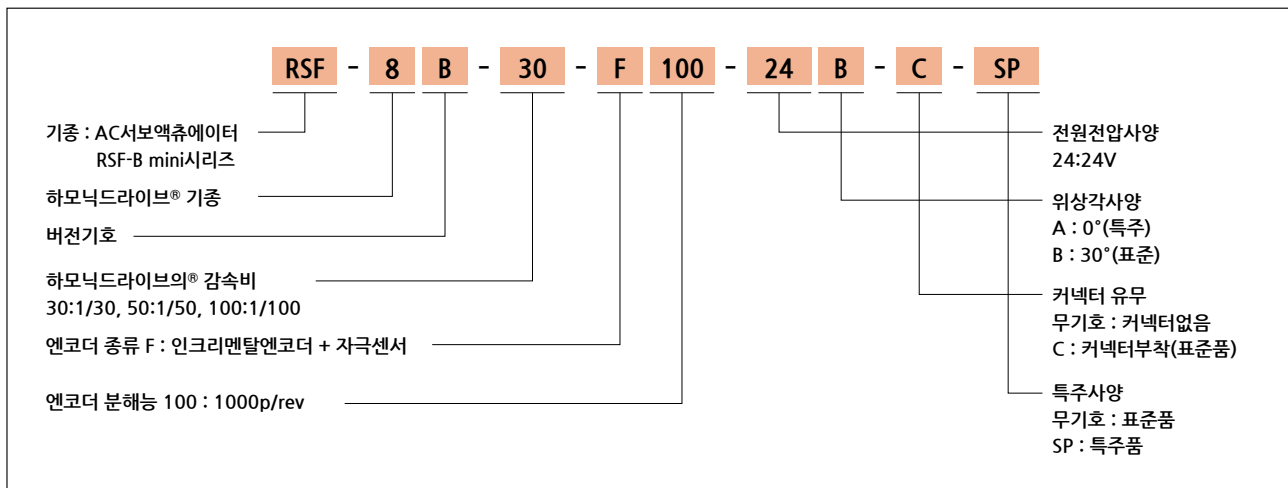 RSF - 8 B - 30 - F 100 - 24 B - C - SP
기종 : AC서보액츄에이터
RSF-B mini시리즈
하모닉드라이브® 기종
버전기호
하모닉드라이브의® 감속비
30:1/30, 50:1/50, 100:1/100
엔코더 종류 F : 인크리멘탈엔코더 + 자극센서
엔코더 분해능 100 : 1000p/rev
전원전압사양
24:24V
위상각사양
A : 0°(특주)
B : 30°(표준)
커넥터 유무
무기호 : 커넥터없음
C : 커넥터부착(표준품)
특주사양
무기호 : 표준품
SP : 특주품